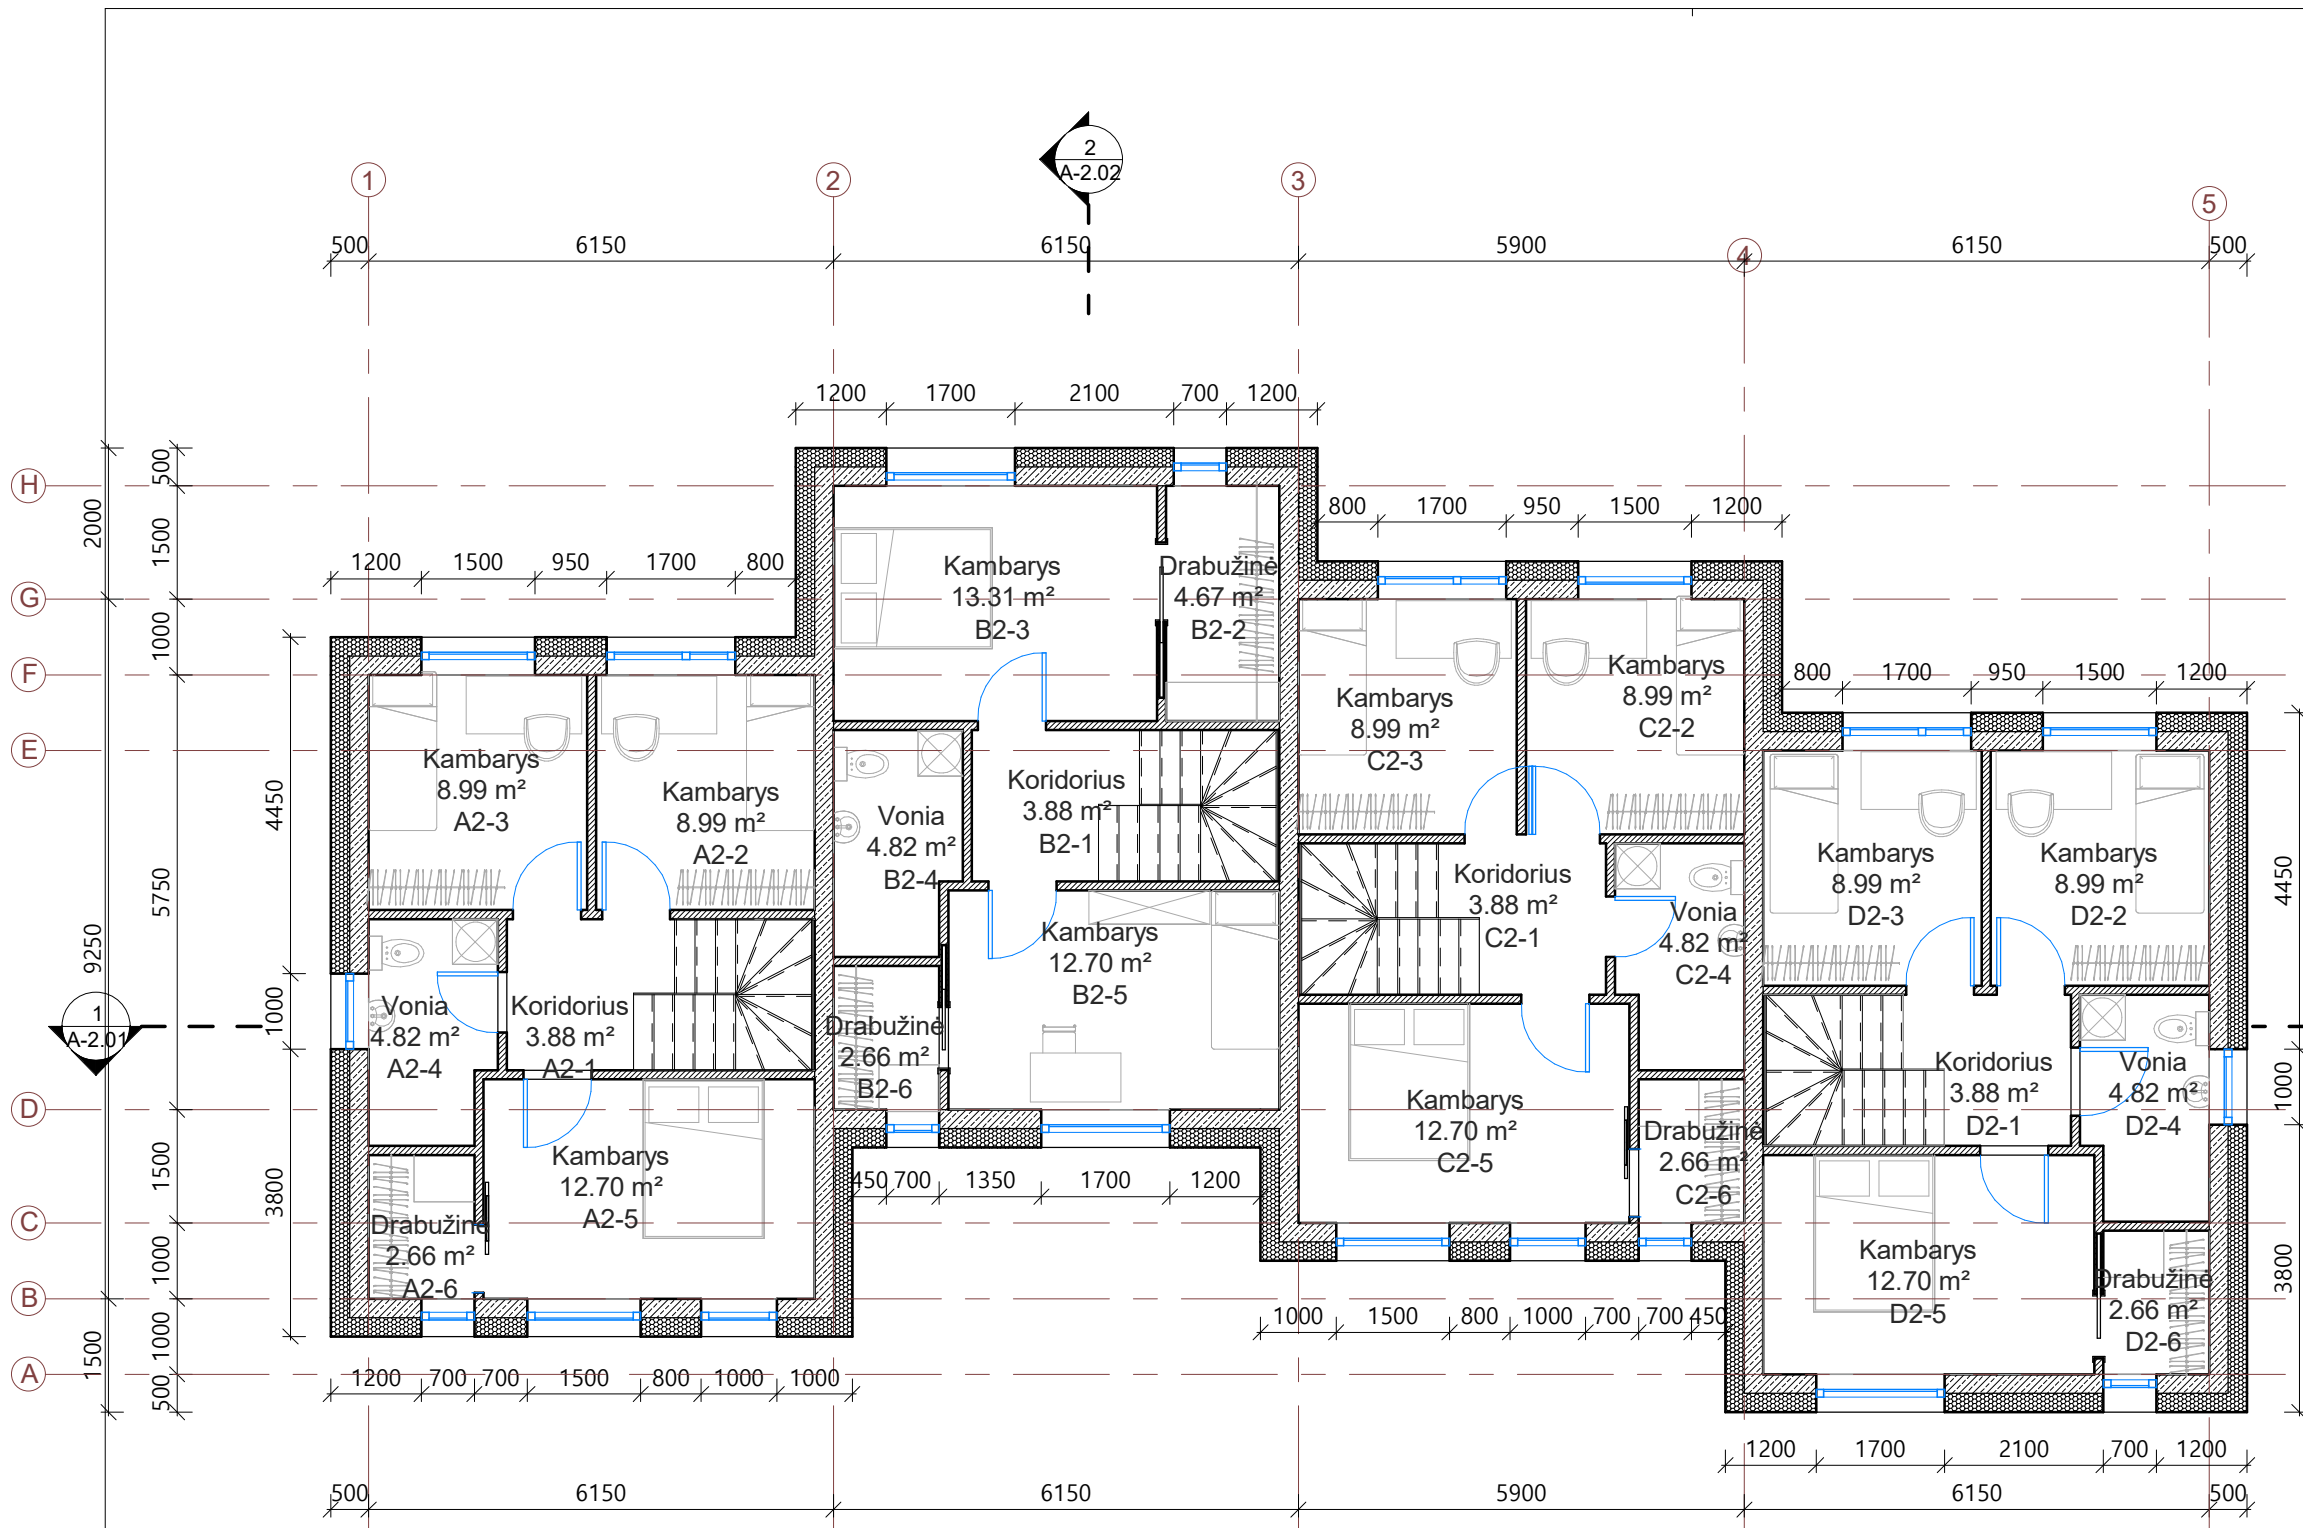 2
A-2.02
1
2
3
4
5
500
6150
6150
5900
6150
500
1200
1700
2100
700
1200
800
1700
950
1500
1200
1200
1500
950
1700
800
800
1700
950
1500
1200
H
G
F
E
D
C
B
A
2000
9250
1500
500
1500
1000
5750
1500
1000
1000
500
4450
1000
3800
1
A-2.01
Kambarys
8.99 m²
A2-3
Kambarys
8.99 m²
A2-2
Vonia
4.82 m²
A2-4
Koridorius
3.88 m²
A2-1
Kambarys
12.70 m²
A2-5
Drabužinė
2.66 m²
A2-6
Kambarys
13.31 m²
B2-3
Drabužinė
4.67 m²
B2-2
Vonia
4.82 m²
B2-4
Koridorius
3.88 m²
B2-1
Kambarys
12.70 m²
B2-5
Drabužinė
2.66 m²
B2-6
Kambarys
8.99 m²
C2-3
Kambarys
8.99 m²
C2-2
Koridorius
3.88 m²
C2-1
Vonia
4.82 m²
C2-4
Kambarys
12.70 m²
C2-5
Drabužinė
2.66 m²
C2-6
Kambarys
8.99 m²
D2-3
Kambarys
8.99 m²
D2-2
Koridorius
3.88 m²
D2-1
Vonia
4.82 m²
D2-4
Kambarys
12.70 m²
D2-5
Drabužinė
2.66 m²
D2-6
4450
1000
3800
450
700
1350
1700
1200
1000
1500
800
1000
700
700
450
1200
700
700
1500
800
1000
1000
1200
1700
2100
700
1200
500
6150
6150
5900
6150
500